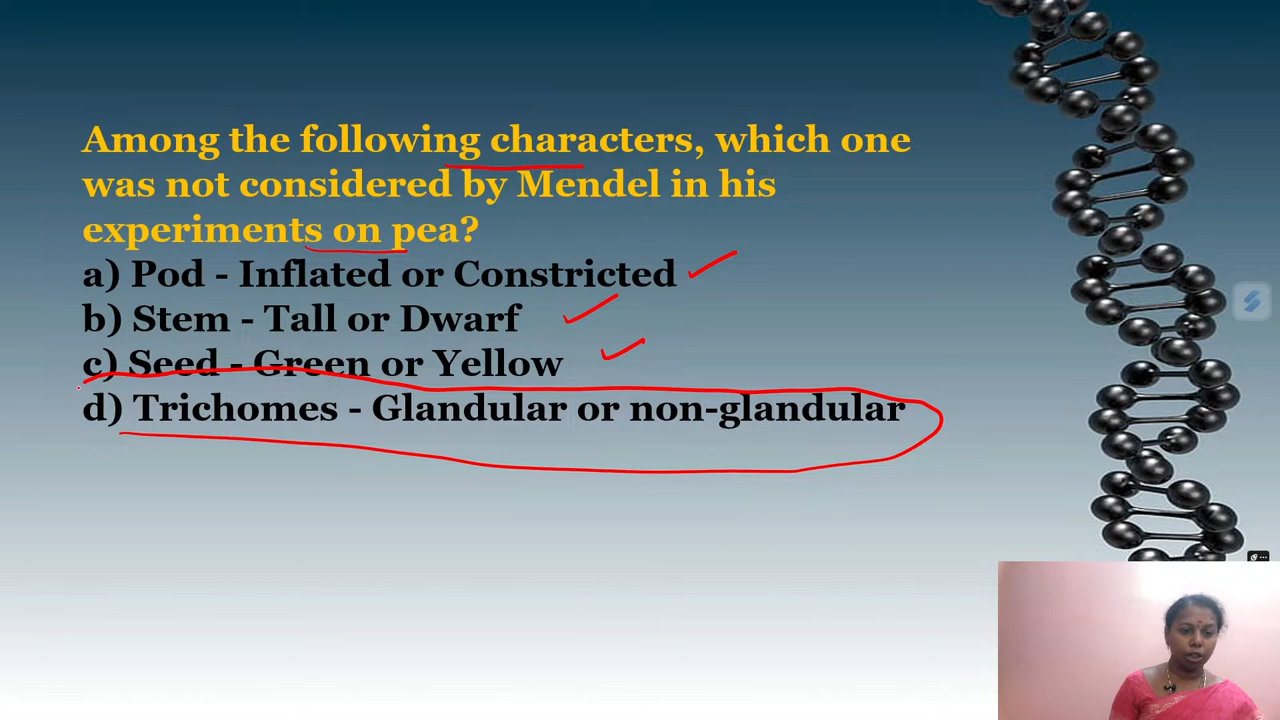 Among the following characters, which one
was not considered by Mendel in his
experiments on pea?
a) Pod - Inflated or Constricted
b) Stem - Tall or Dwarf
c) Seed - Green or Yellow
d) Trichomes - Glandular or non-glandular